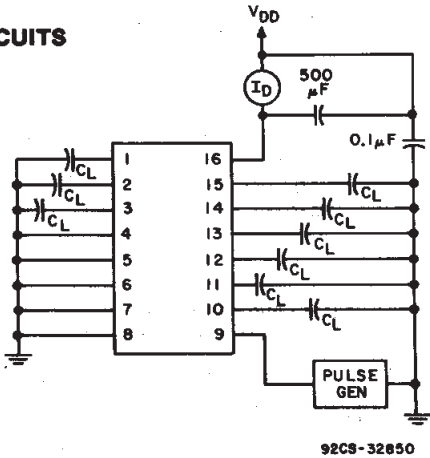 CUITS
VDD
ID
500
μF
0.1μF
1
16
CL
2
15
CL
CL
3
14
CL
CL
4
13
CL
5
12
CL
6
11
CL
7
10
CL
8
9
PULSE
GEN
92CS-32850